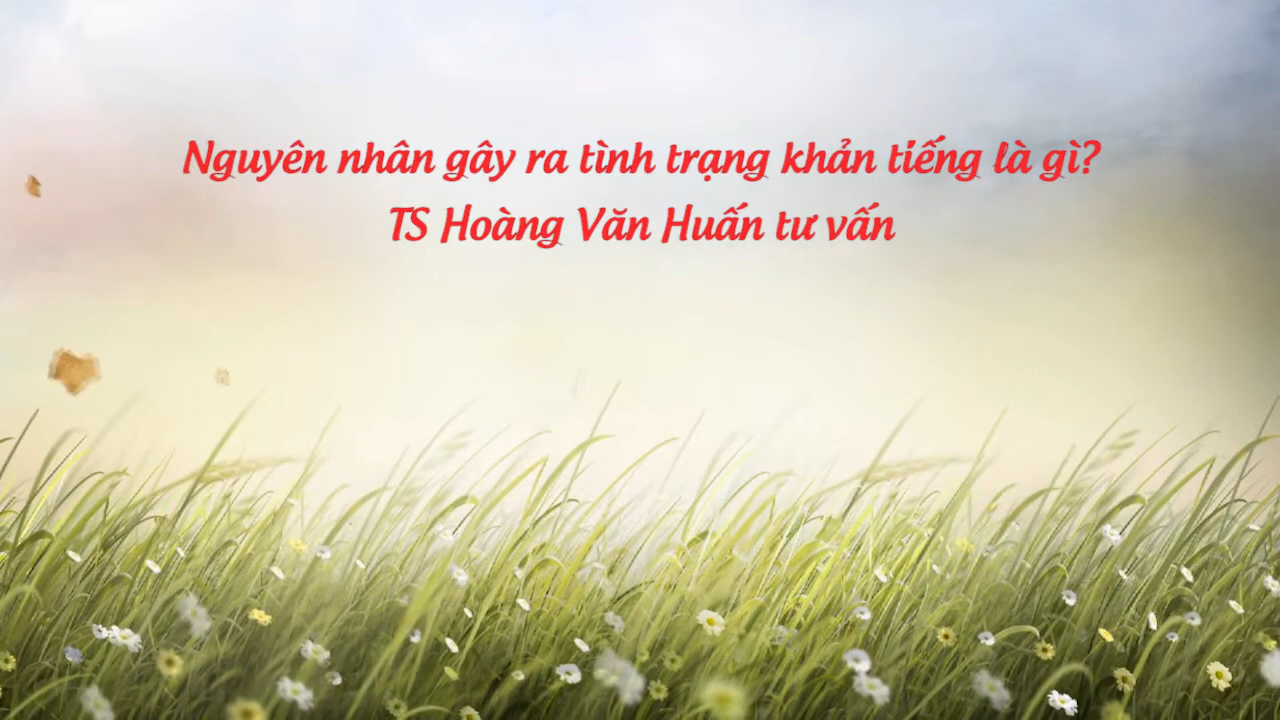 Nguyên nhân gây ra tình trạng khản tiếng là gì?
TS Hoàng Văn Huấn tư vấn